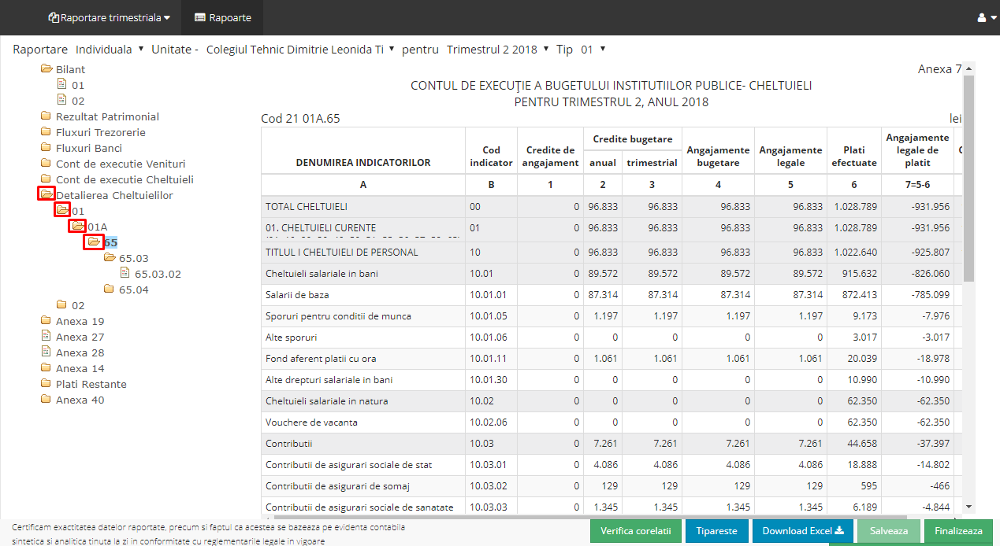 Raportare trimestriala Rapoarte
Raportare Individuala Unitate - Colegiul Tehnic Dimitrie Leonida Ti pentru Trimestrul 2 2018 Tip 01
Bilant
01
02
Rezultat Patrimonial
Fluxuri Trezorerie
Fluxuri Banci
Cont de executie Venituri
Cont de executie Cheltuieli
Detalierea Cheltuielilor
01
01A
65
65.03
65.03.02
65.04
02
Anexa 19
Anexa 27
Anexa 28
Anexa 14
Plati Restante
Anexa 40
Anexa 7
CONTUL DE EXECUŢIE A BUGETULUI INSTITUTIILOR PUBLICE- CHELTUIELI
PENTRU TRIMESTRUL 2, ANUL 2018
Cod 21 01A.65 lei
DENUMIREA INDICATORILOR Cod indicator Credite de angajament Credite bugetare anual trimestrial Angajamente bugetare Angajamente legale Plati efectuate Angajamente legale de platit
A B 1 2 3 4 5 6 7=5-6
TOTAL CHELTUIELI 00 0 96.833 96.833 96.833 96.833 1.028.789 -931.956
01. CHELTUIELI CURENTE 01 0 96.833 96.833 96.833 96.833 1.028.789 -931.956
TITLUL I CHELTUIELI DE PERSONAL 10 0 96.833 96.833 96.833 96.833 1.022.640 -925.807
Cheltuieli salariale in bani 10.01 0 89.572 89.572 89.572 89.572 915.632 -826.060
Salarii de baza 10.01.01 0 87.314 87.314 87.314 87.314 872.413 -785.099
Sporuri pentru conditii de munca 10.01.05 0 1.197 1.197 1.197 1.197 9.173 -7.976
Alte sporuri 10.01.06 0 0 0 0 0 3.017 -3.017
Fond aferent platii cu ora 10.01.11 0 1.061 1.061 1.061 1.061 20.039 -18.978
Alte drepturi salariale in bani 10.01.30 0 0 0 0 0 10.990 -10.990
Cheltuieli salariale in natura 10.02 0 0 0 0 0 62.350 -62.350
Vouchere de vacanta 10.02.06 0 0 0 0 0 62.350 -62.350
Contributii 10.03 0 7.261 7.261 7.261 7.261 44.658 -37.397
Contributii de asigurari sociale de stat 10.03.01 0 4.086 4.086 4.086 4.086 18.888 -14.802
Contributii de asigurari de somaj 10.03.02 0 129 129 129 129 595 -466
Contributii de asigurari sociale de sanatate 10.03.03 0 1.345 1.345 1.345 1.345 6.189 -4.844
Certificam exactitatea datelor raportate, precum si faptul ca acestea se bazeaza pe evidenta contabila
sintetica si analitica tinuta la zi in conformitate cu reglementarile legale in vigoare
Verifica corelatii Tipareste Download Excel Salveaza Finalizeaza